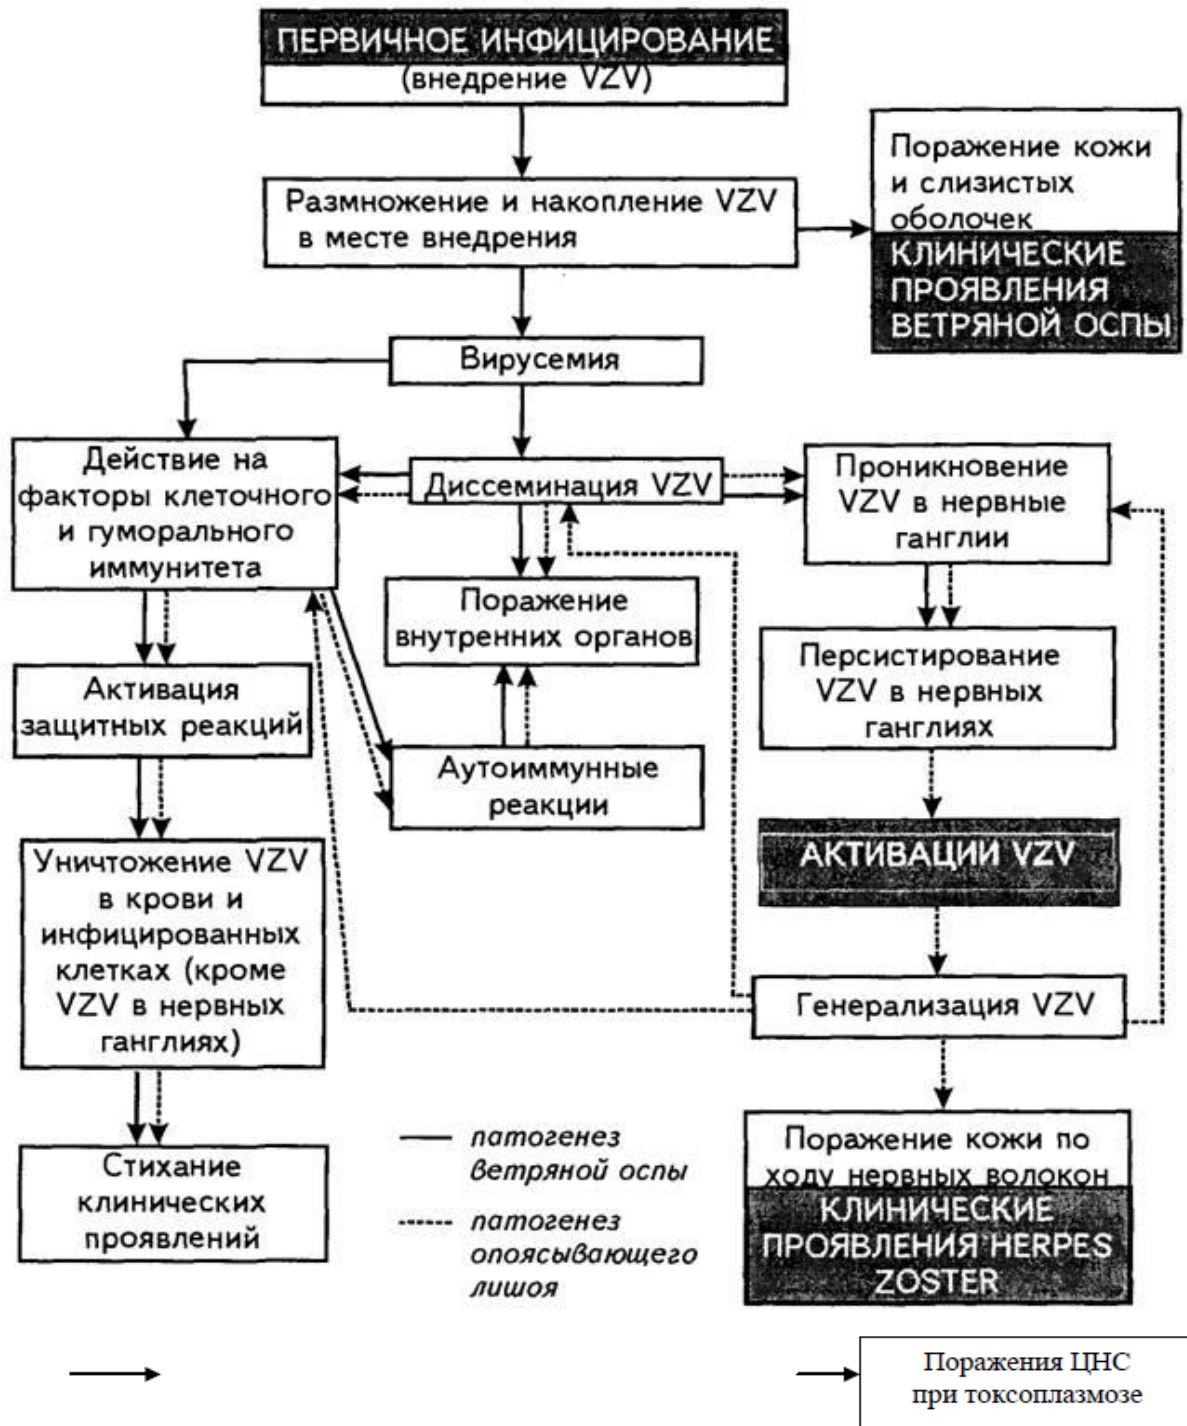 ПЕРВИЧНОЕ ИНФИЦИРОВАНИЕ
(внедрение VZV)
Размножение и накопление VZV
в месте внедрения
Поражение кожи
и слизистых
оболочек
КЛИНИЧЕСКИЕ
ПРОЯВЛЕНИЯ
ВЕТРЯНОЙ ОСПЫ
Вирусемия
Действие на
факторы клеточного
и гуморального
иммунитета
Диссеминация VZV
Проникновение
VZV в нервные
ганглии
Поражение
внутренних органов
Персистирование
VZV в нервных
ганглиях
Активация
защитных реакций
Аутоиммунные
реакции
АКТИВАЦИИ VZV
Уничтожение VZV
в крови и
инфицированных
клетках (кроме
VZV в нервных
ганглиях)
Генерализация VZV
Стихание
клинических
проявлений
патогенез
ветряной оспы
патогенез
опоясывающего
лишоя
Поражение кожи по
ходу нервных волокон
КЛИНИЧЕСКИЕ
ПРОЯВЛЕНИЯ HERPES
ZOSTER
Поражения ЦНС
при токсоплазмозе